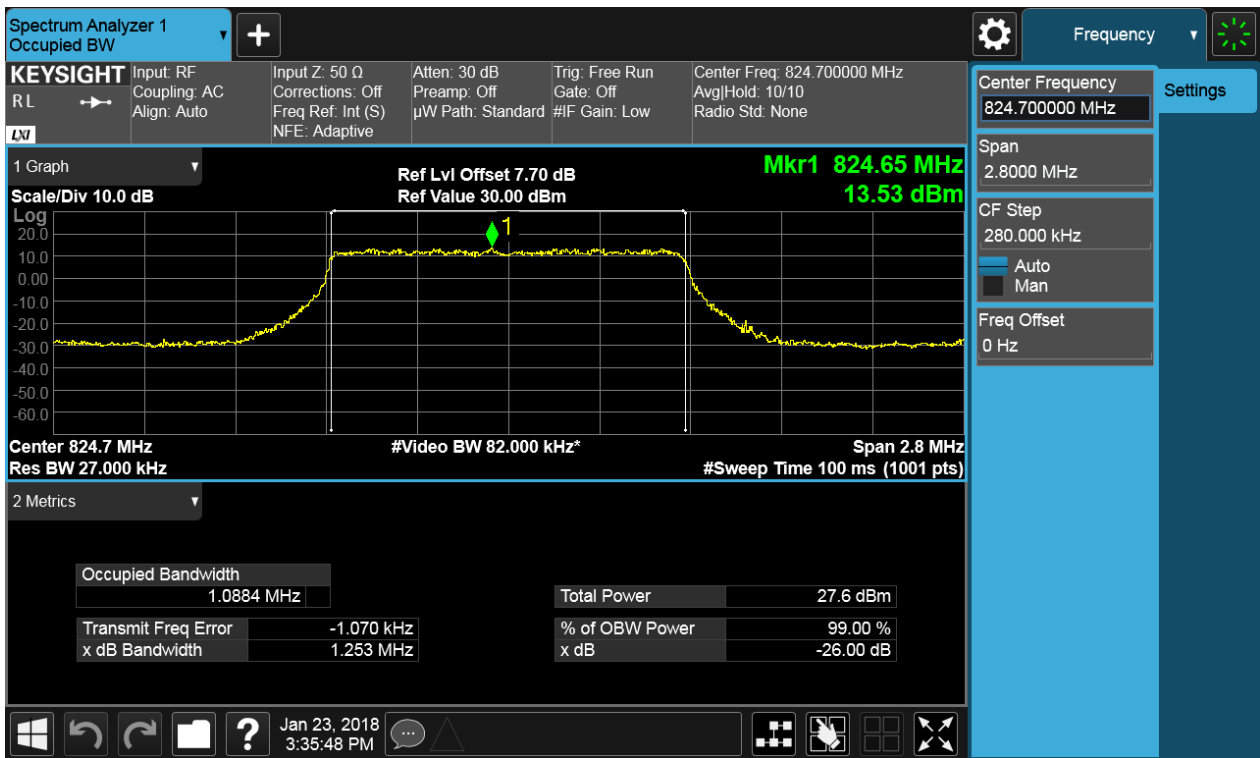 Spectrum Analyzer 1
Occupied BW
Frequency
KEYSIGHT
RL
LXI
Input: RF
Coupling: AC
Align: Auto
Input Z: 50 Ω
Corrections: Off
Freq Ref: Int (S)
NFE: Adaptive
Atten: 30 dB
Preamp: Off
µW Path: Standard
Trig: Free Run
Gate: Off
#IF Gain: Low
Center Freq: 824.700000 MHz
Avg|Hold: 10/10
Radio Std: None
Center Frequency
824.700000 MHz
Settings
Span
2.8000 MHz
CF Step
280.000 kHz
Auto
Man
Freq Offset
0 Hz
1 Graph
Scale/Div 10.0 dB
Ref Lvl Offset 7.70 dB
Ref Value 30.00 dBm
Mkr1 824.65 MHz
13.53 dBm
Log
20.0
10.0
0.00
-10.0
-20.0
-30.0
-40.0
-50.0
-60.0
1
Center 824.7 MHz
#Video BW 82.000 kHz*
Span 2.8 MHz
Res BW 27.000 kHz
#Sweep Time 100 ms (1001 pts)
2 Metrics
Occupied Bandwidth
1.0884 MHz
Total Power 27.6 dBm
Transmit Freq Error -1.070 kHz
% of OBW Power 99.00 %
x dB Bandwidth 1.253 MHz
x dB -26.00 dB
?
Jan 23, 2018
3:35:48 PM